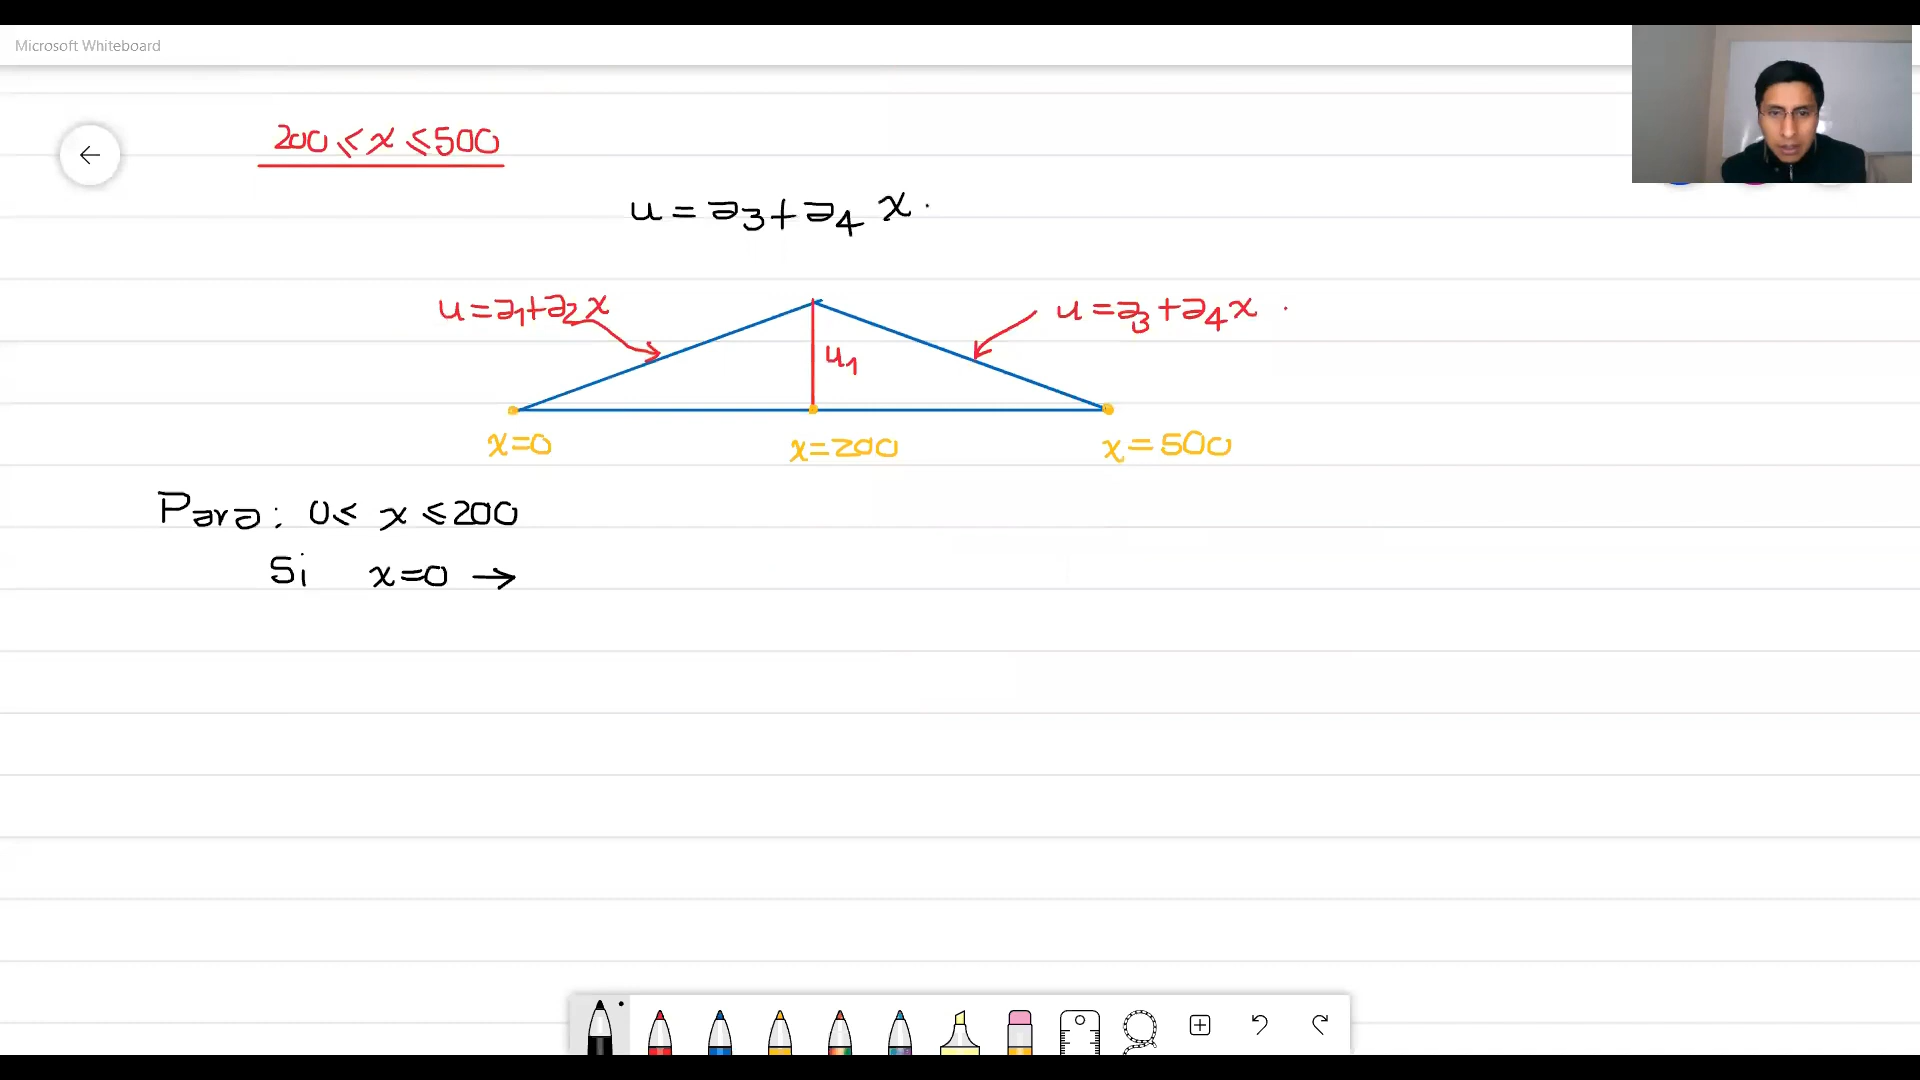 Microsoft Whiteboard
200 ≤ x ≤ 500
u = a3 + a4 x.
u = a1 + a2 x
u = a3 + a4 x .
u1
x=0
x=200
x=500
Para: 0 ≤ x ≤ 200
Si x=0 →